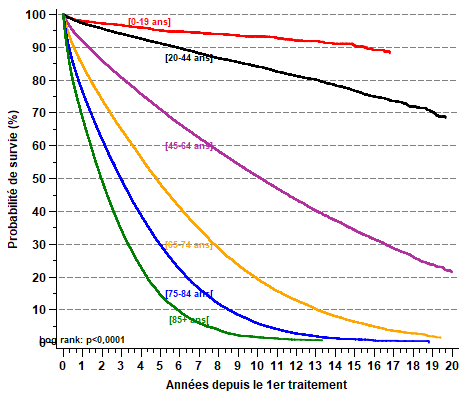 Probabilité de survie (%)
100
90
80
70
60
50
40
30
20
10
0
[0-19 ans]
[20-44 ans]
[45-64 ans]
[65-74 ans]
[75-84 ans[
[85+ ans[
Log rank: p<0,0001
0 1 2 3 4 5 6 7 8 9 10 11 12 13 14 15 16 17 18 19 20
Années depuis le 1er traitement